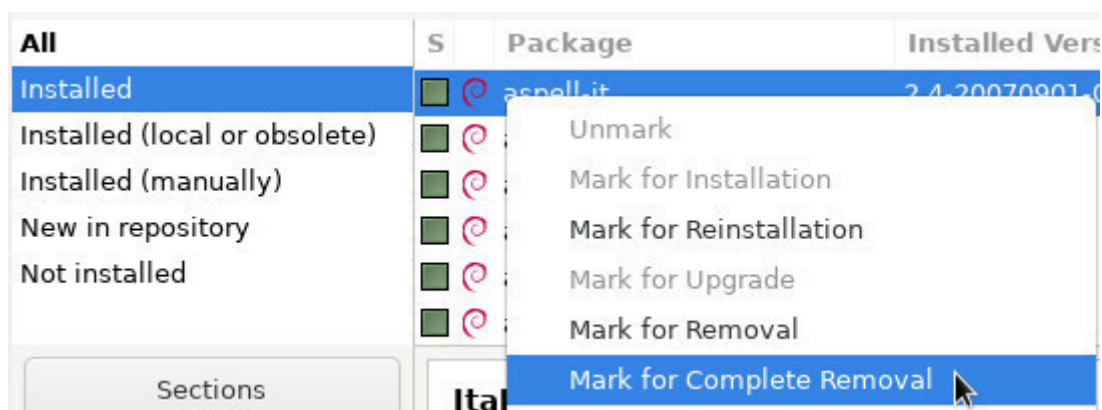 All
S Package Installed Vers
Installed
aspell-it 2.4-20070901-0
Installed (local or obsolete)
Installed (manually)
New in repository
Not installed
Unmark
Mark for Installation
Mark for Reinstallation
Mark for Upgrade
Mark for Removal
Mark for Complete Removal
Sections
Ital